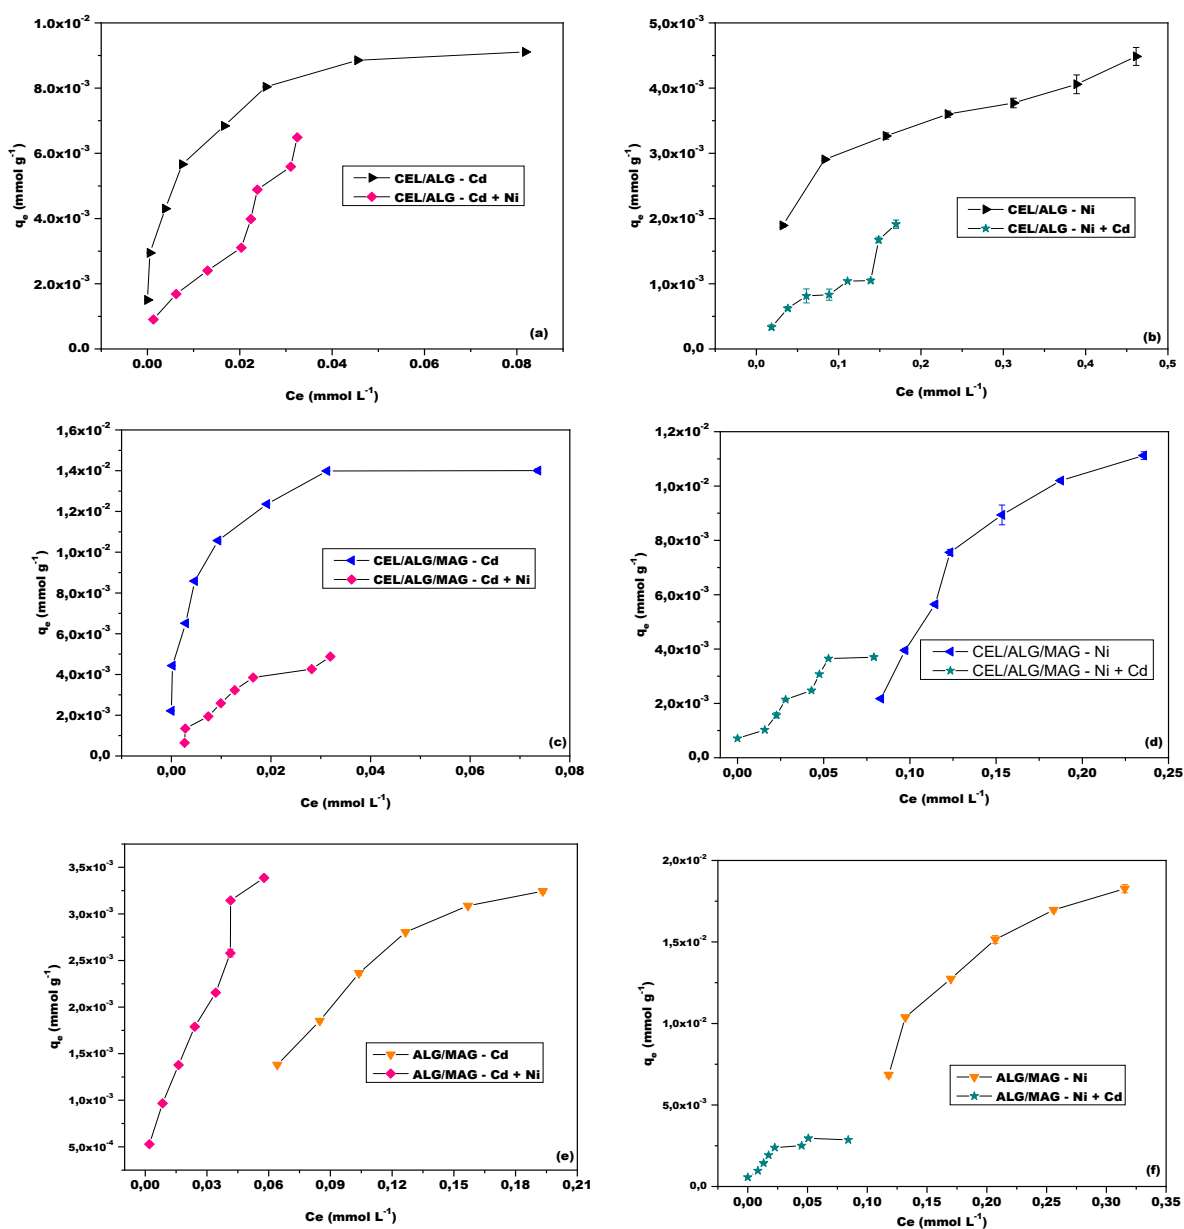 1.0x10⁻²
8.0x10⁻³
6.0x10⁻³
4.0x10⁻³
2.0x10⁻³
0.0
qₑ (mmol g⁻¹)
CEL/ALG - Cd
CEL/ALG - Cd + Ni
(a)
0.00 0.02 0.04 0.06 0.08
Ce (mmol L⁻¹)
5,0x10⁻³
4,0x10⁻³
3,0x10⁻³
2,0x10⁻³
1,0x10⁻³
0,0
qₑ (mmol g⁻¹)
CEL/ALG - Ni
CEL/ALG - Ni + Cd
(b)
0,0 0,1 0,2 0,3 0,4 0,5
Ce (mmol L⁻¹)
1,6x10⁻²
1,4x10⁻²
1,2x10⁻²
1,0x10⁻²
8,0x10⁻³
6,0x10⁻³
4,0x10⁻³
2,0x10⁻³
0,0
qₑ (mmol g⁻¹)
CEL/ALG/MAG - Cd
CEL/ALG/MAG - Cd + Ni
(c)
0,00 0,02 0,04 0,06 0,08
Ce (mmol L⁻¹)
1,2x10⁻²
1,0x10⁻²
8,0x10⁻³
6,0x10⁻³
4,0x10⁻³
2,0x10⁻³
0,0
qₑ (mmol g⁻¹)
CEL/ALG/MAG - Ni
CEL/ALG/MAG - Ni + Cd
(d)
0,00 0,05 0,10 0,15 0,20 0,25
Ce (mmol L⁻¹)
3,5x10⁻³
3,0x10⁻³
2,5x10⁻³
2,0x10⁻³
1,5x10⁻³
1,0x10⁻³
5,0x10⁻⁴
qₑ (mmol g⁻¹)
ALG/MAG - Cd
ALG/MAG - Cd + Ni
(e)
0,00 0,03 0,06 0,09 0,12 0,15 0,18 0,21
Ce (mmol L⁻¹)
2,0x10⁻²
1,5x10⁻²
1,0x10⁻²
5,0x10⁻³
0,0
qₑ (mmol g⁻¹)
ALG/MAG - Ni
ALG/MAG - Ni + Cd
(f)
0,00 0,05 0,10 0,15 0,20 0,25 0,30 0,35
Ce (mmol L⁻¹)